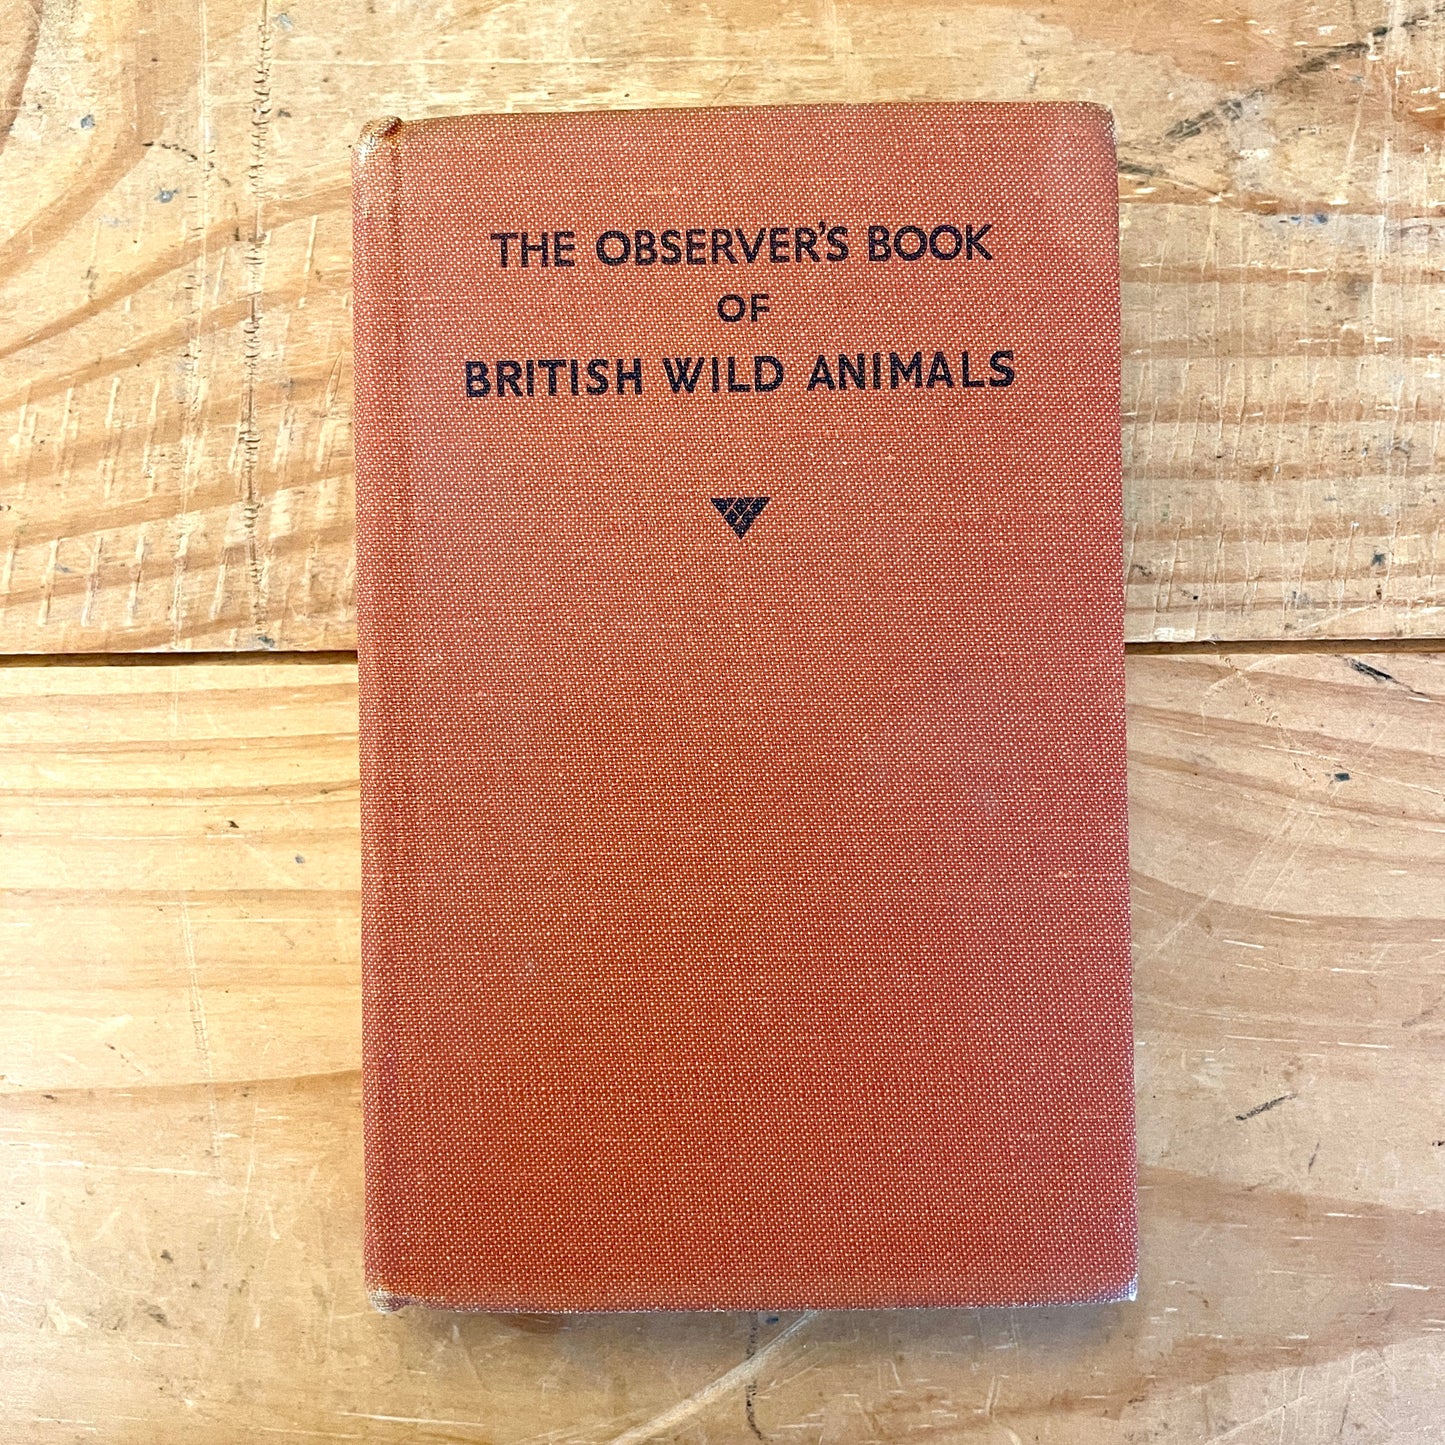 THE OBSERVER'S BOOK
OF
BRITISH WILD ANIMALS